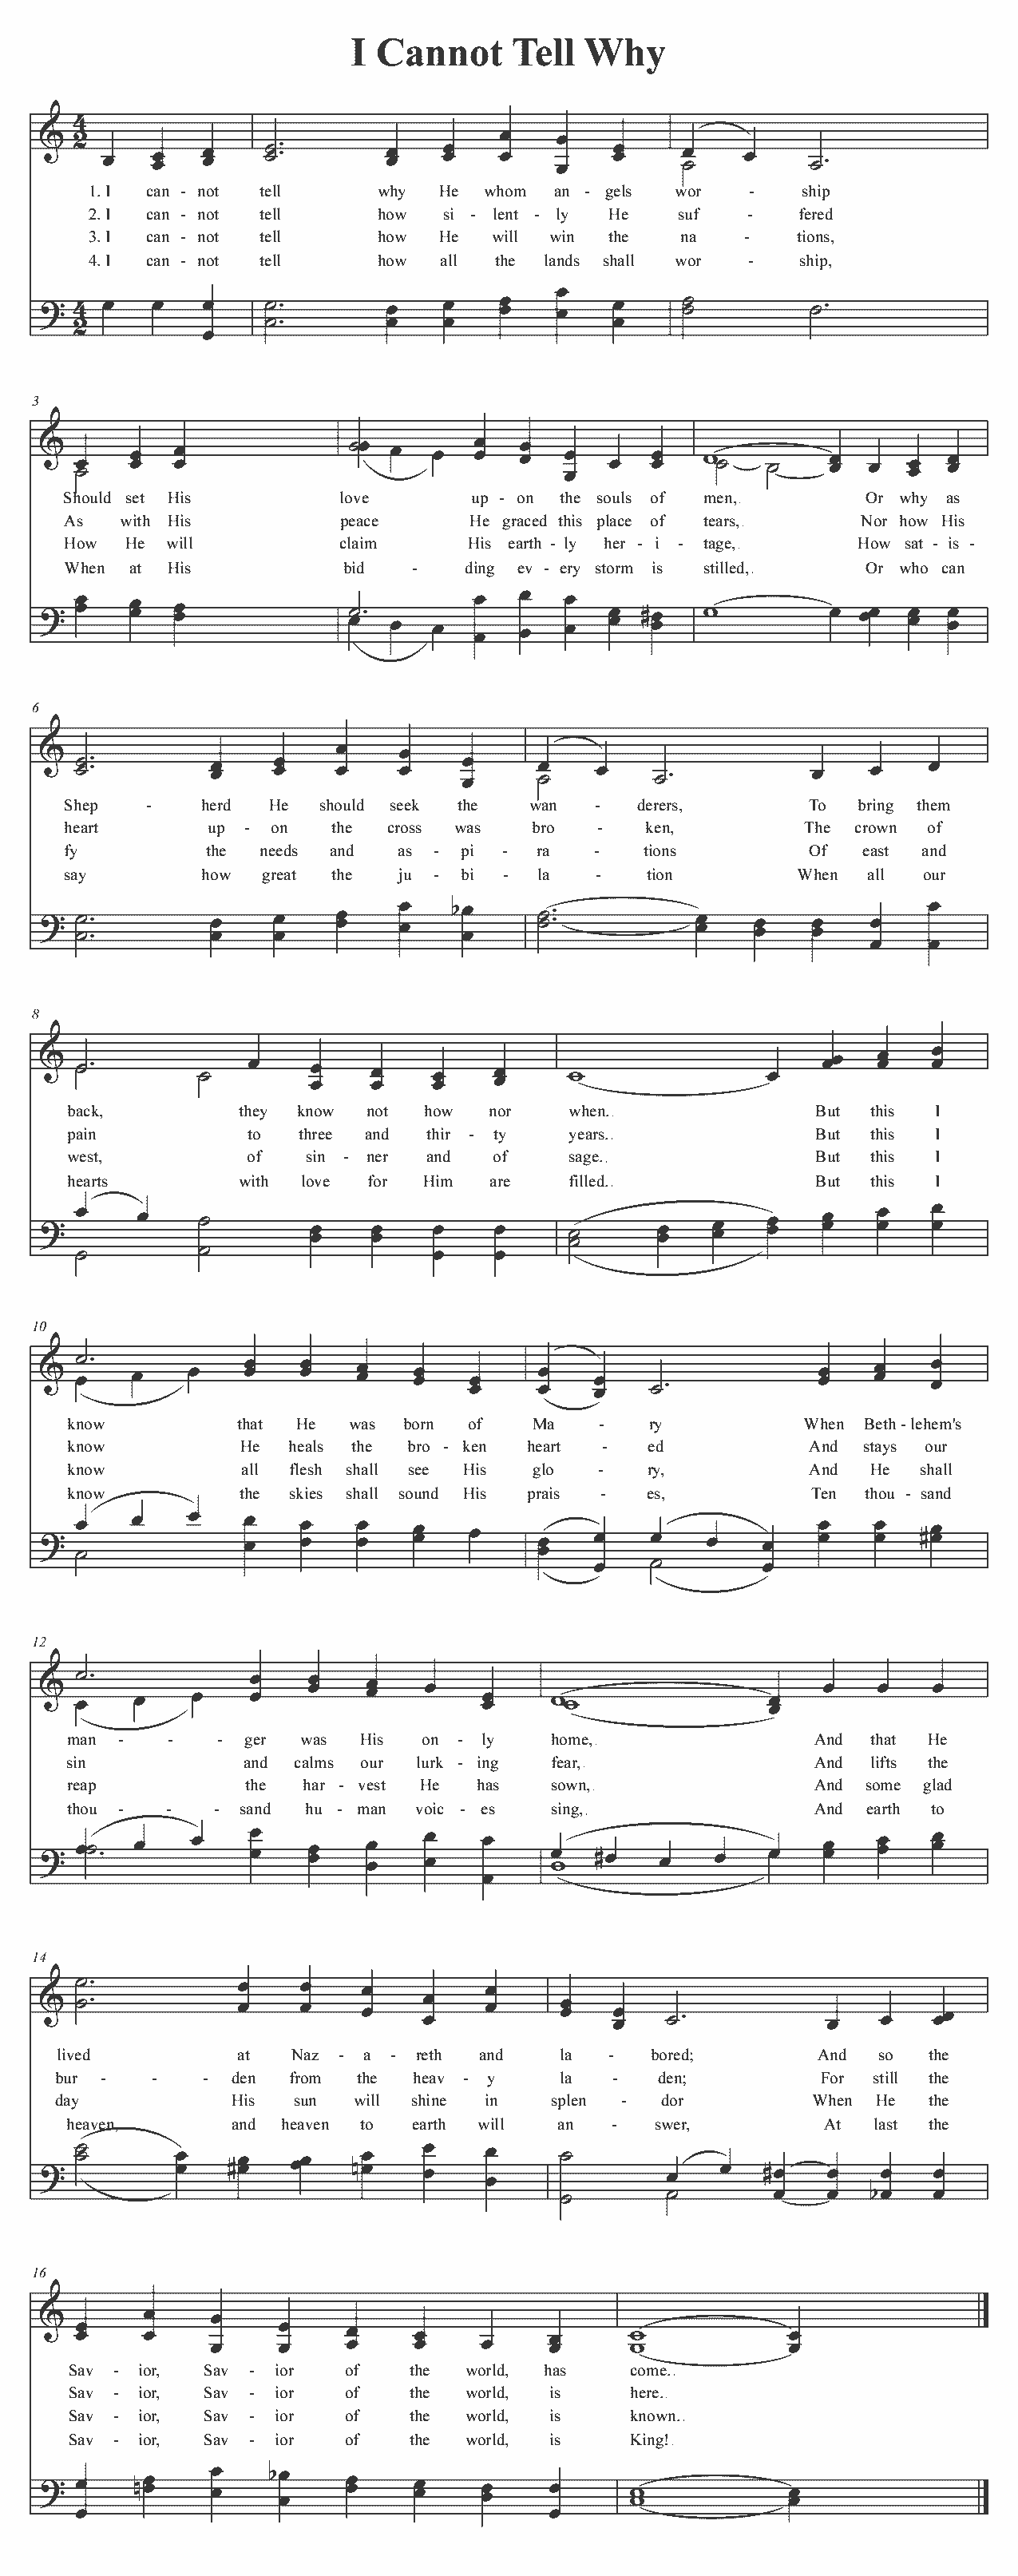 I Cannot Tell Why
4
2
1. I can - not tell why He whom an - gels wor - ship
2. I can - not tell how si - lent - ly He suf - fered
3. I can - not tell how He will win the na - tions,
4. I can - not tell how all the lands shall wor - ship,
4
2
3
Should set His love up - on the souls of men, Or why as
As with His peace He graced this place of tears, Nor how His
How He will claim His earth - ly her - i - tage, How sat - is -
When at His bid - ding ev - ery storm is stilled, Or who can
6
Shep - herd He should seek the wan - derers, To bring them
heart up - on the cross was bro - ken, The crown of
fy the needs and as - pi - ra - tions Of east and
say how great the ju - bi - la - tion When all our
8
back, they know not how nor when. But this I
pain to three and thir - ty years. But this I
west, of sin - ner and of sage. But this I
hearts with love for Him are filled. But this I
10
know that He was born of Ma - ry When Beth - lehem's
know He heals the bro - ken heart - ed And stays our
know all flesh shall see His glo - ry, And He shall
know the skies shall sound His prais - es, Ten thou - sand
12
man - - - ger was His on - ly home, And that He
sin and calms our lurk - ing fear, And lifts the
reap the har - vest He has sown, And some glad
thou - - - sand hu - man voic - es sing, And earth to
14
lived at Naz - a - reth and la - bored; And so the
bur - - - den from the heav - y la - den; For still the
day His sun will shine in splen - dor When He the
heaven, and heaven to earth will an - swer, At last the
16
Sav - ior, Sav - ior of the world, has come.
Sav - ior, Sav - ior of the world, is here.
Sav - ior, Sav - ior of the world, is known.
Sav - ior, Sav - ior of the world, is King!